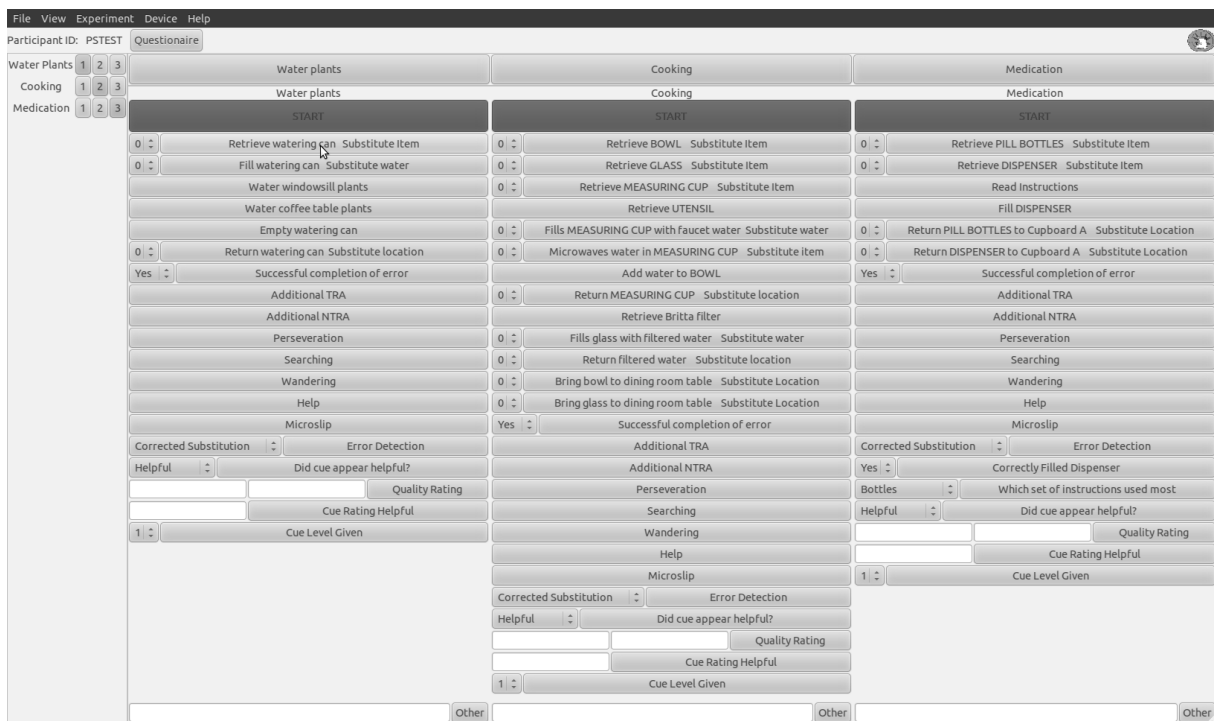 File View Experiment Device Help
Participant ID: PSTEST Questionaire
Water Plants 1 2 3
Cooking 1 2 3
Medication 1 2 3
Water plants
Water plants
START
0 Retrieve watering can Substitute Item
0 Fill watering can Substitute water
Water windowsill plants
Water coffee table plants
Empty watering can
0 Return watering can Substitute location
Yes Successful completion of error
Additional TRA
Additional NTRA
Perseveration
Searching
Wandering
Help
Microslip
Corrected Substitution Error Detection
Helpful Did cue appear helpful?
Quality Rating
Cue Rating Helpful
1 Cue Level Given
Other
Cooking
Cooking
START
0 Retrieve BOWL Substitute Item
0 Retrieve GLASS Substitute Item
0 Retrieve MEASURING CUP Substitute Item
Retrieve UTENSIL
0 Fills MEASURING CUP with faucet water Substitute water
0 Microwaves water in MEASURING CUP Substitute item
Add water to BOWL
0 Return MEASURING CUP Substitute location
Retrieve Britta filter
0 Fills glass with filtered water Substitute water
0 Return filtered water Substitute location
0 Bring bowl to dining room table Substitute Location
0 Bring glass to dining room table Substitute Location
Yes Successful completion of error
Additional TRA
Additional NTRA
Perseveration
Searching
Wandering
Help
Microslip
Corrected Substitution Error Detection
Helpful Did cue appear helpful?
Quality Rating
Cue Rating Helpful
1 Cue Level Given
Other
Medication
Medication
START
0 Retrieve PILL BOTTLES Substitute Item
0 Retrieve DISPENSER Substitute Item
Read Instructions
Fill DISPENSER
0 Return PILL BOTTLES to Cupboard A Substitute Location
0 Return DISPENSER to Cupboard A Substitute Location
Yes Successful completion of error
Additional TRA
Additional NTRA
Perseveration
Searching
Wandering
Help
Microslip
Corrected Substitution Error Detection
Yes Correctly Filled Dispenser
Bottles Which set of instructions used most
Helpful Did cue appear helpful?
Quality Rating
Cue Rating Helpful
1 Cue Level Given
Other